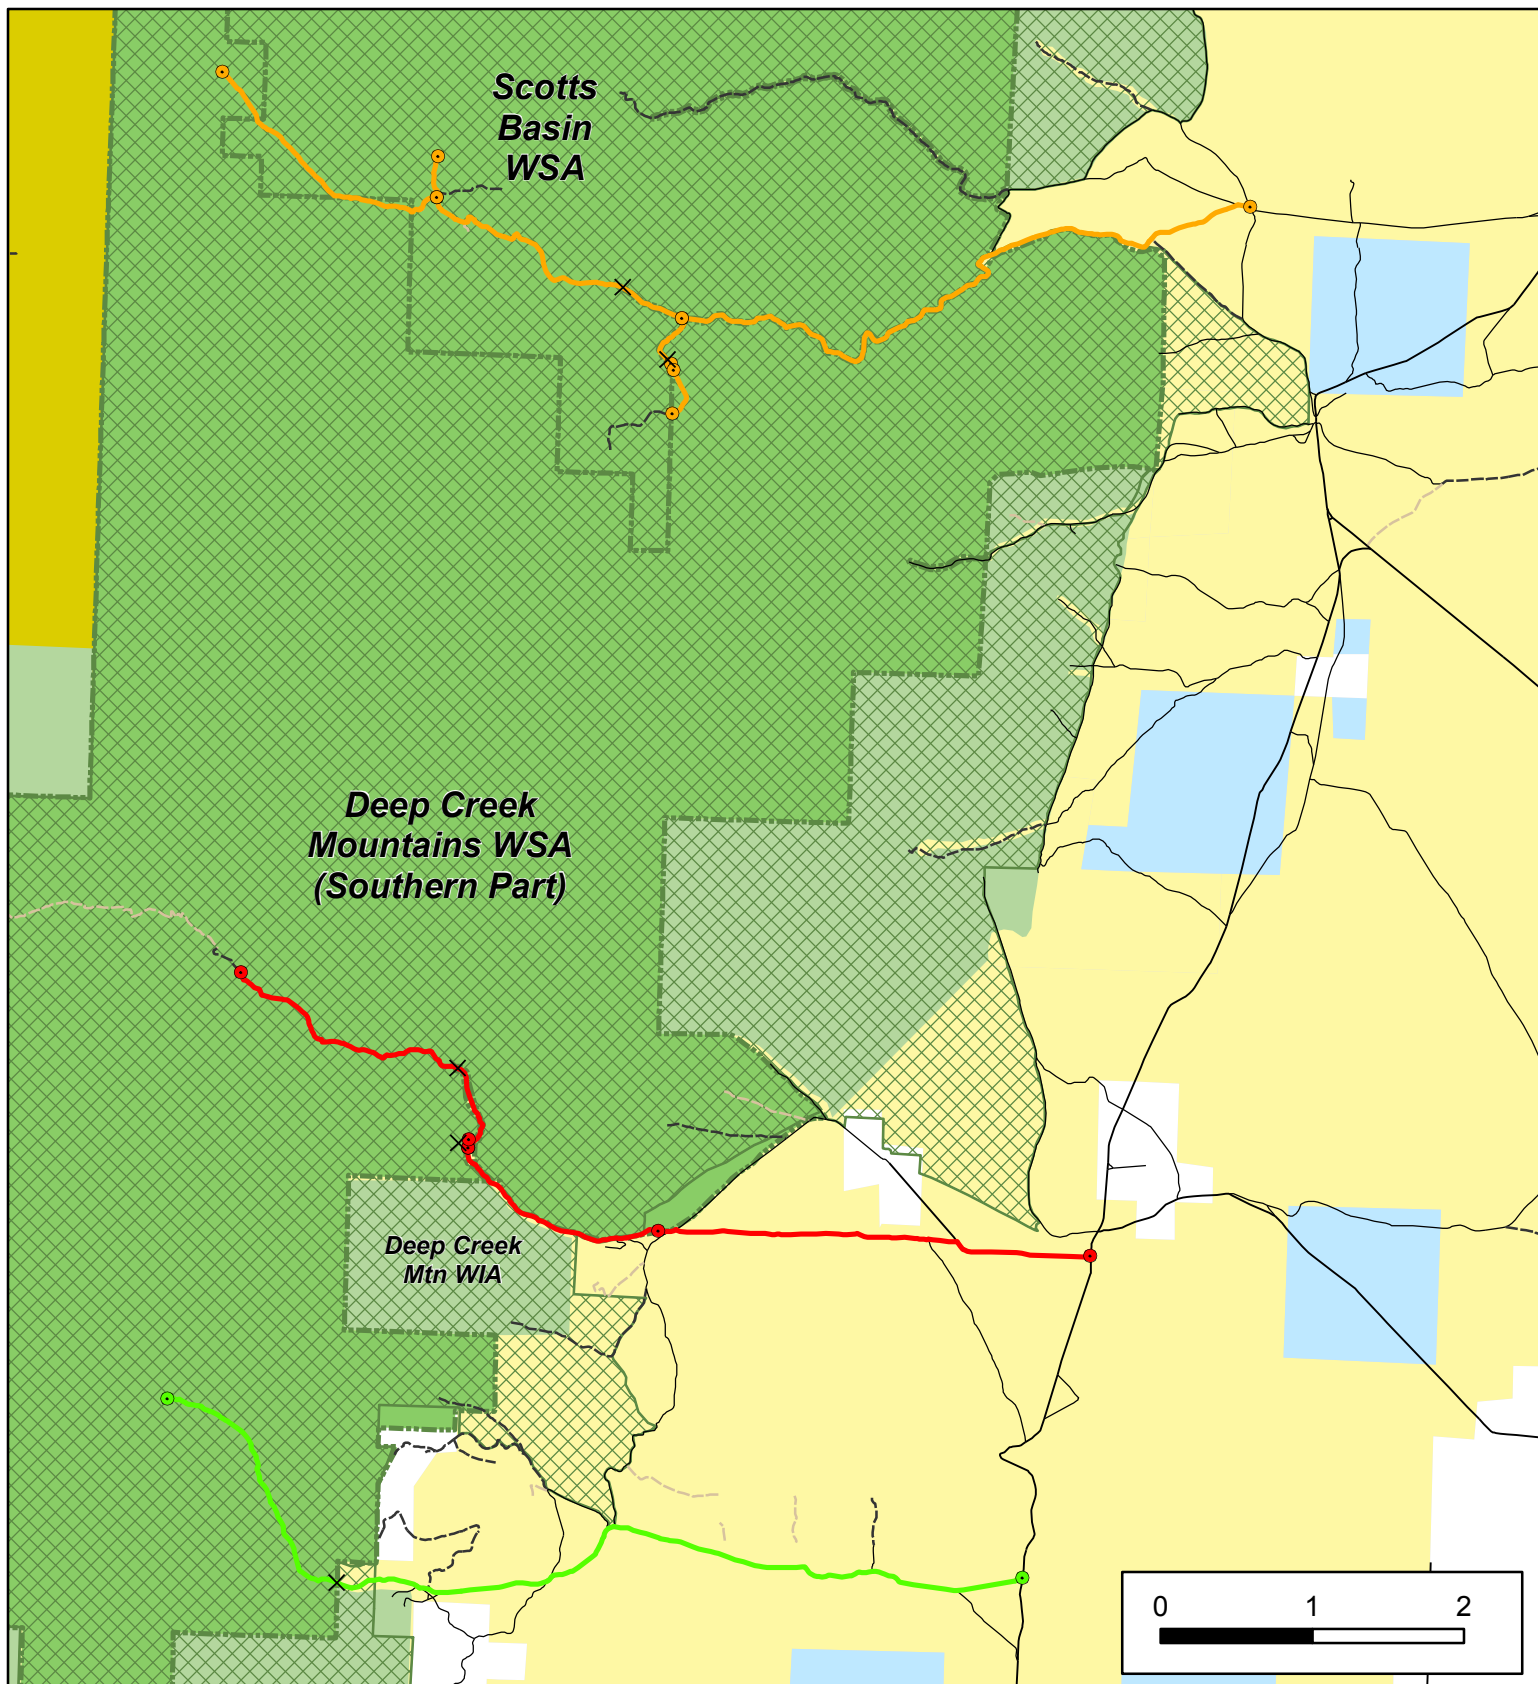 Scotts
Basin
WSA
Deep Creek
Mountains WSA
(Southern Part)
Deep Creek
Mtn WIA
0 1 2